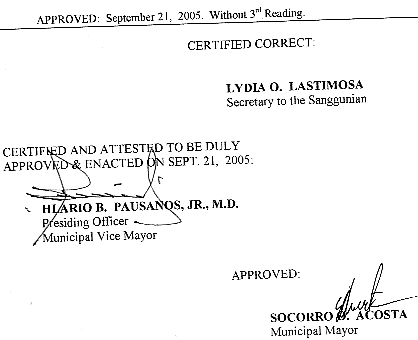 APPROVED: September 21, 2005. Without 3rd Reading.
CERTIFIED CORRECT:
LYDIA O. LASTIMOSA
Secretary to the Sanggunian
CERTIFIED AND ATTESTED TO BE DULY
APPROVED & ENACTED ON SEPT. 21, 2005:
HILARIO B. PAUSANOS, JR., M.D.
Presiding Officer
Municipal Vice Mayor
APPROVED:
SOCORRO ACOSTA
Municipal Mayor